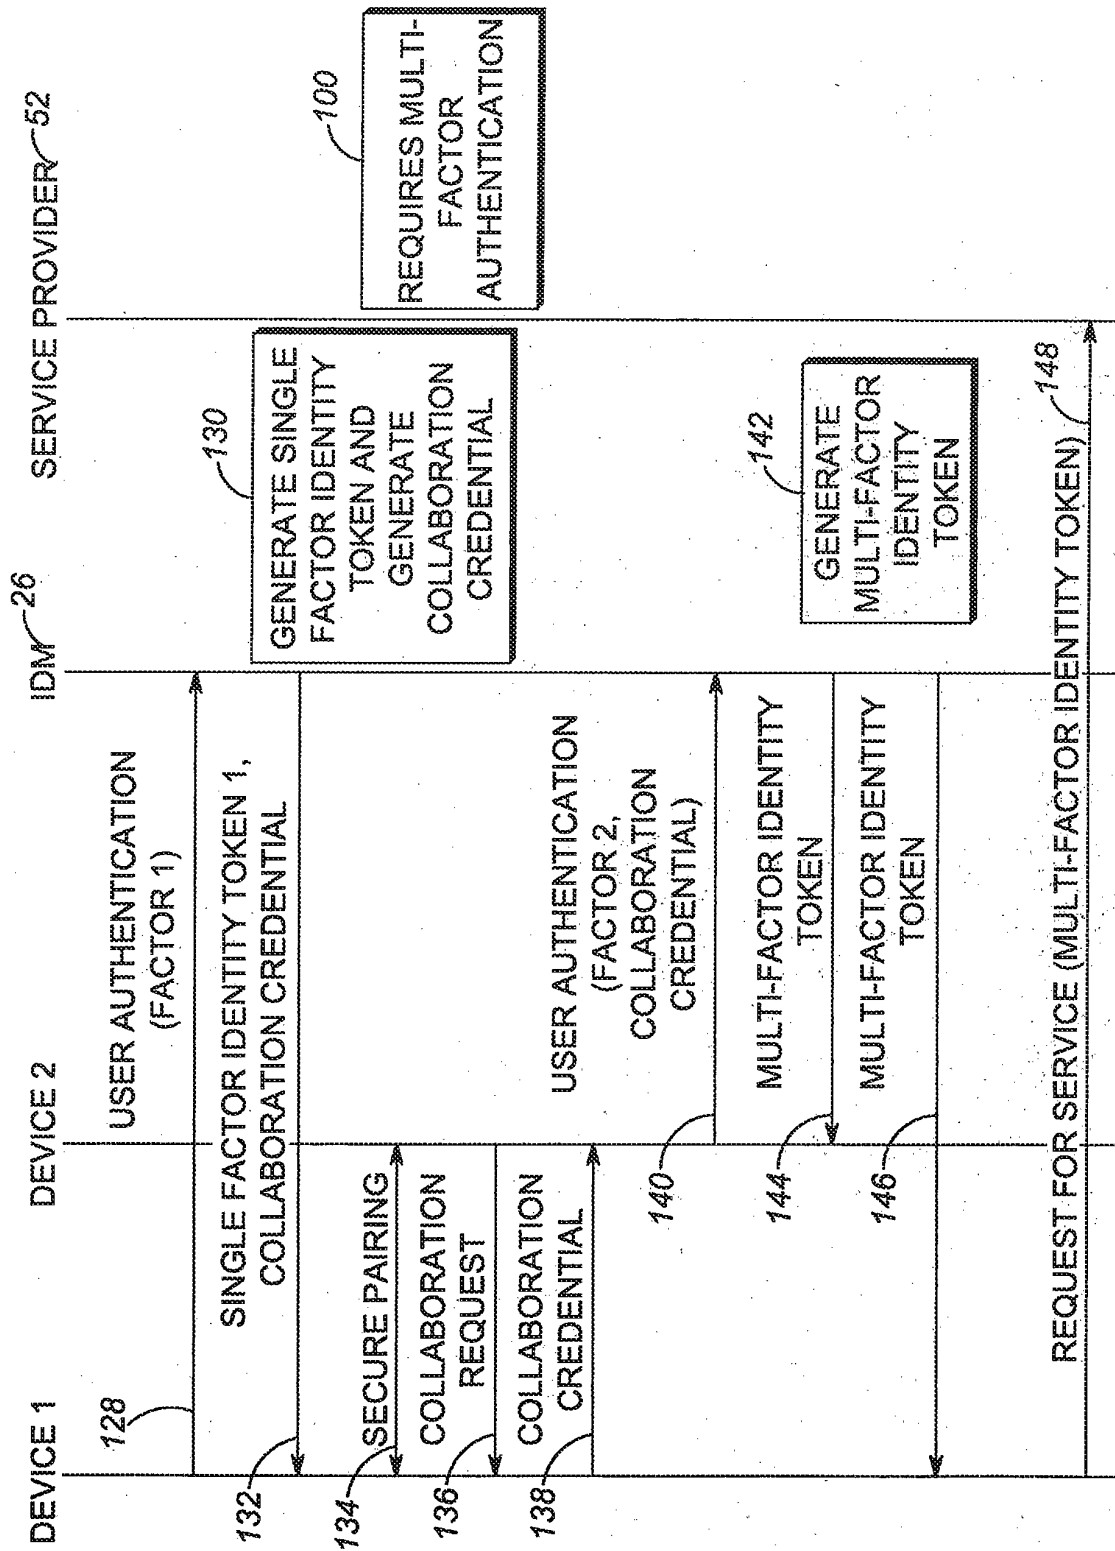 DEVICE 1
DEVICE 2
IDM 26
SERVICE PROVIDER 52
128
USER AUTHENTICATION
(FACTOR 1)
SINGLE FACTOR IDENTITY TOKEN 1,
COLLABORATION CREDENTIAL
132
130
GENERATE SINGLE
FACTOR IDENTITY
TOKEN AND
GENERATE
COLLABORATION
CREDENTIAL
100
REQUIRES MULTI-
FACTOR
AUTHENTICATION
SECURE PAIRING
134
COLLABORATION
REQUEST
136
COLLABORATION
CREDENTIAL
138
USER AUTHENTICATION
(FACTOR 2,
COLLABORATION
CREDENTIAL)
140
142
GENERATE
MULTI-FACTOR
IDENTITY
TOKEN
MULTI-FACTOR IDENTITY
TOKEN
144
MULTI-FACTOR IDENTITY
TOKEN
146
REQUEST FOR SERVICE (MULTI-FACTOR IDENTITY TOKEN)
148